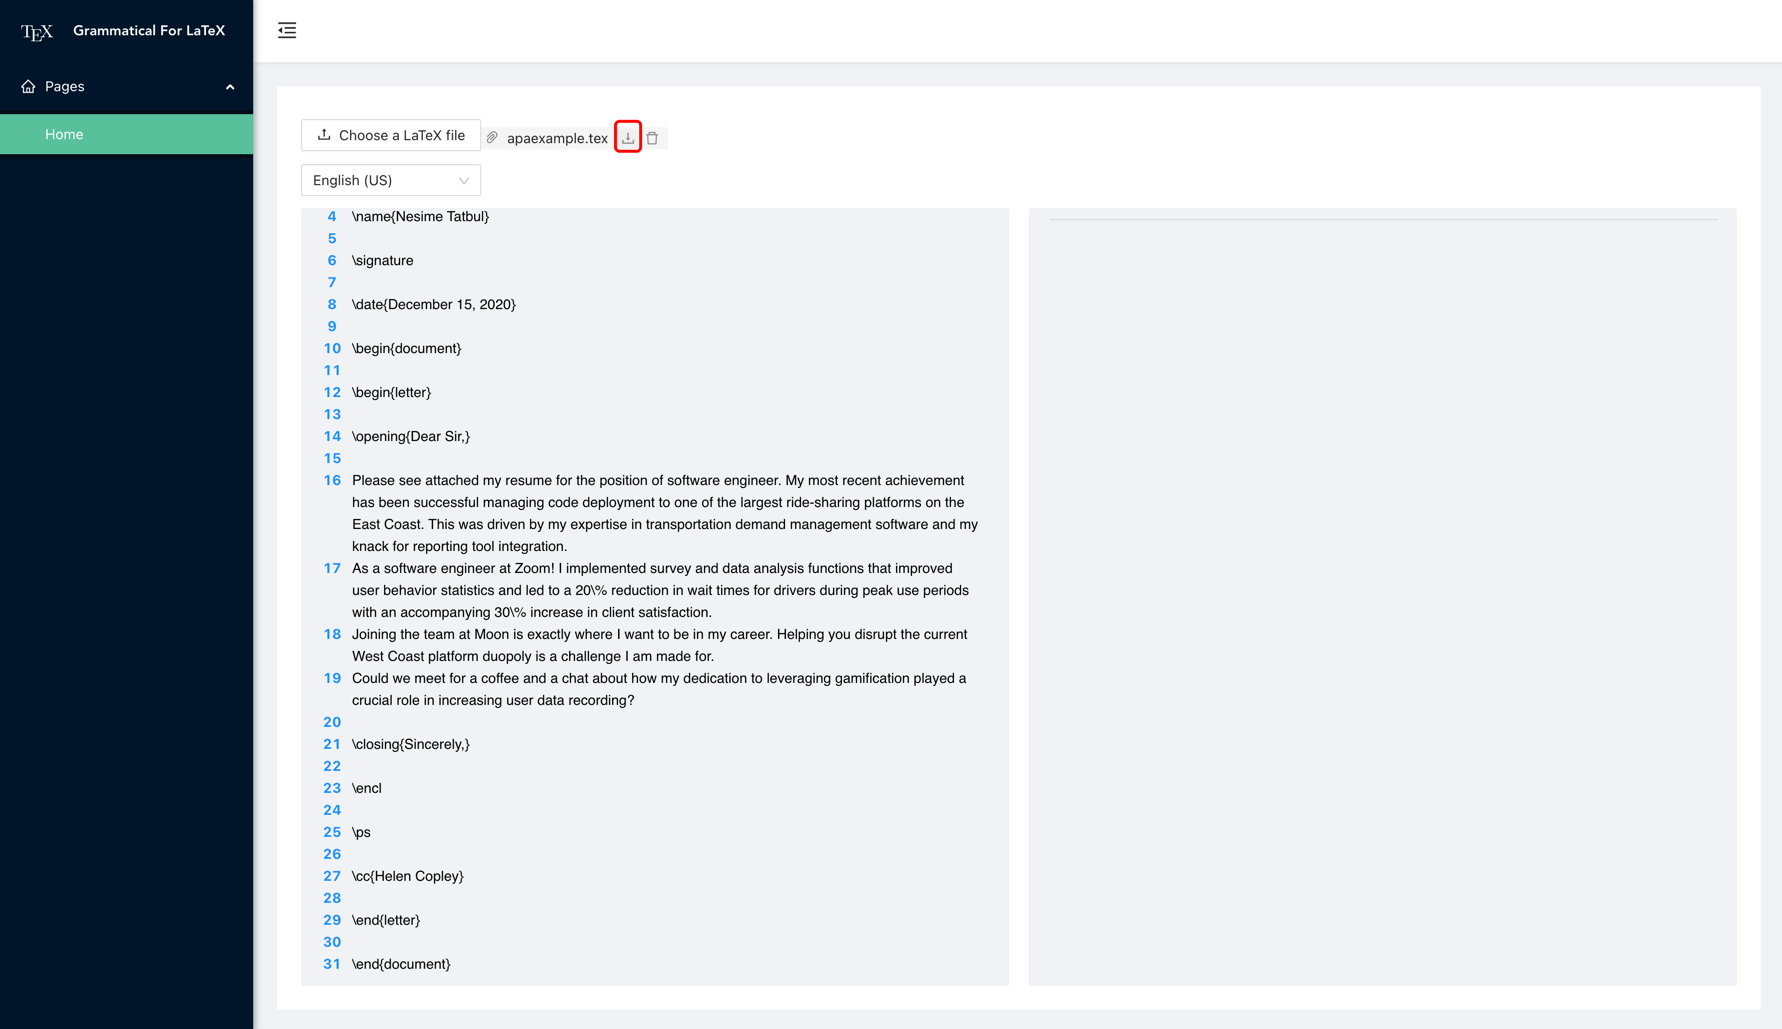 TEX Grammatical For LaTeX
Pages
Home
Choose a LaTeX file apaexample.tex
English (US)
4 \name{Nesime Tatbul}
5
6 \signature
7
8 \date{December 15, 2020}
9
10 \begin{document}
11
12 \begin{letter}
13
14 \opening{Dear Sir,}
15
16 Please see attached my resume for the position of software engineer. My most recent achievement
has been successful managing code deployment to one of the largest ride-sharing platforms on the
East Coast. This was driven by my expertise in transportation demand management software and my
knack for reporting tool integration.
17 As a software engineer at Zoom! I implemented survey and data analysis functions that improved
user behavior statistics and led to a 20\% reduction in wait times for drivers during peak use periods
with an accompanying 30\% increase in client satisfaction.
18 Joining the team at Moon is exactly where I want to be in my career. Helping you disrupt the current
West Coast platform duopoly is a challenge I am made for.
19 Could we meet for a coffee and a chat about how my dedication to leveraging gamification played a
crucial role in increasing user data recording?
20
21 \closing{Sincerely,}
22
23 \encl
24
25 \ps
26
27 \cc{Helen Copley}
28
29 \end{letter}
30
31 \end{document}